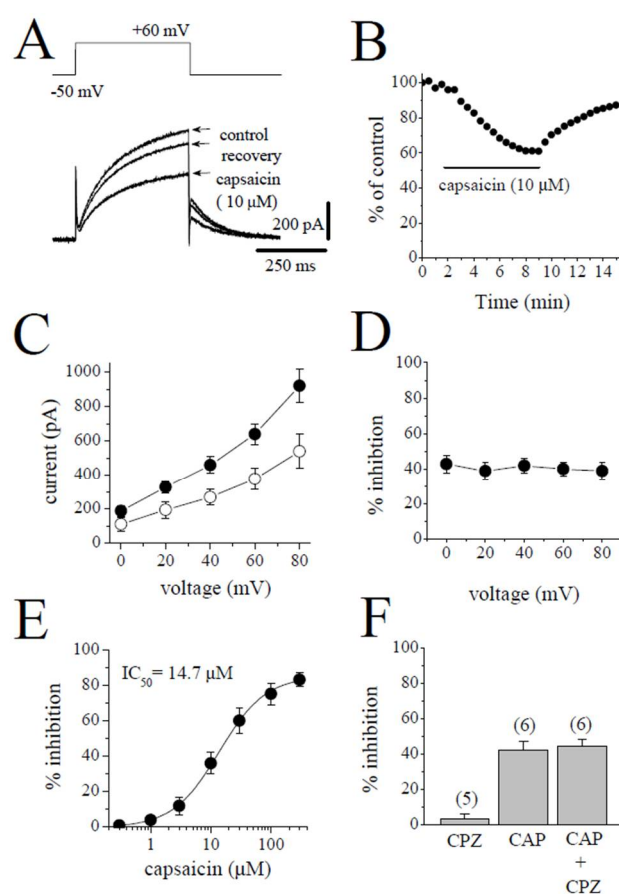 A
+60 mV
-50 mV
control
recovery
capsaicin
( 10 µM)
200 pA
250 ms
B
% of control
100
80
60
40
20
0
capsaicin (10 µM)
0 2 4 6 8 10 12 14
Time (min)
C
current (pA)
1000
800
600
400
200
0
0 20 40 60 80
voltage (mV)
D
% inhibition
100
80
60
40
20
0
0 20 40 60 80
voltage (mV)
E
% inhibition
100
80
60
40
20
0
IC50= 14.7 µM
1 10 100
capsaicin (µM)
F
% inhibition
100
80
60
40
20
0
(5)
(6)
(6)
CPZ
CAP
CAP
+
CPZ